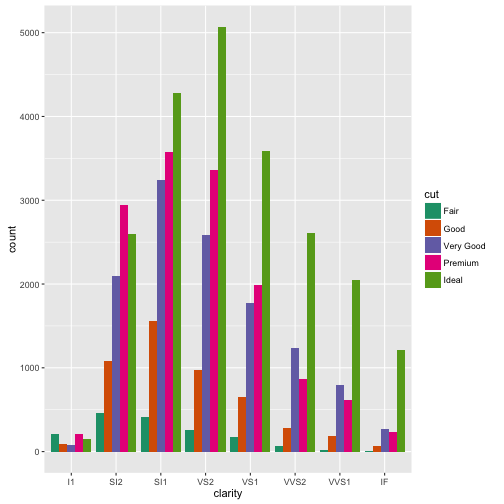 5000
4000
3000
2000
1000
0
count
I1 SI2 SI1 VS2 VS1 VVS2 VVS1 IF
clarity
cut
Fair
Good
Very Good
Premium
Ideal